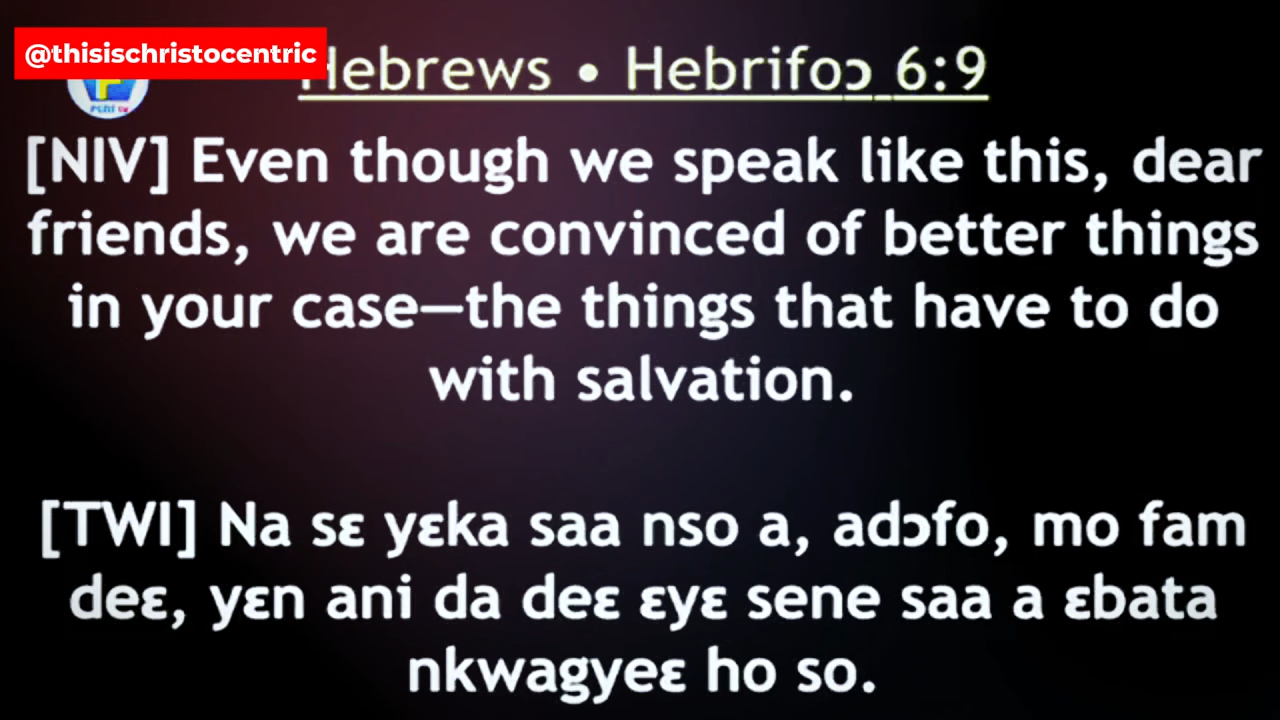 @thisischristocentric
Hebrews • Hebrifoɔ 6:9
[NIV] Even though we speak like this, dear
friends, we are convinced of better things
in your case—the things that have to do
with salvation.
[TWI] Na sɛ yɛka saa nso a, adɔfo, mo fam
deɛ, yɛn ani da deɛ ɛyɛ sene saa a ɛbata
nkwagyeɛ ho so.